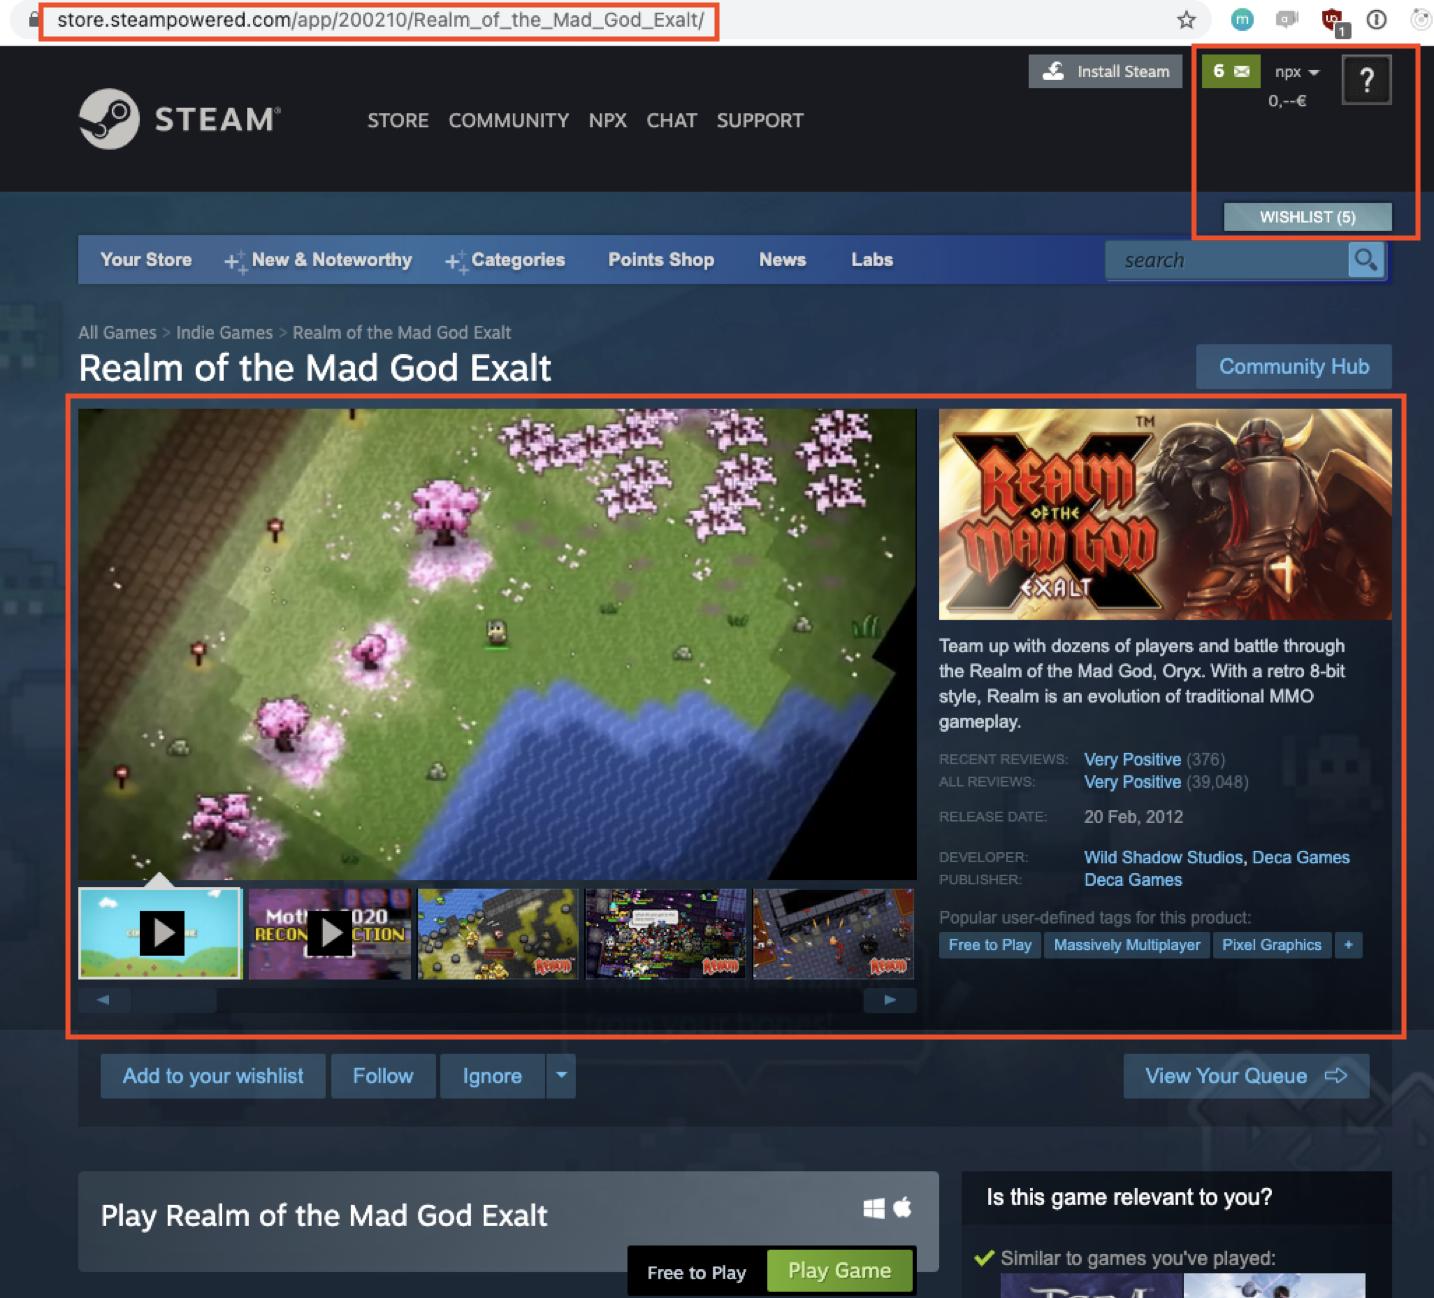 store.steampowered.com/app/200210/Realm_of_the_Mad_God_Exalt/
m
a
1
Install Steam
6
npx
0,--€
?
STEAM®
STORE COMMUNITY NPX CHAT SUPPORT
WISHLIST (5)
Your Store New & Noteworthy Categories Points Shop News Labs
search
All Games > Indie Games > Realm of the Mad God Exalt
Realm of the Mad God Exalt
Community Hub
REALM
OF THE
MAD GOD
EXALT
TM
Team up with dozens of players and battle through
the Realm of the Mad God, Oryx. With a retro 8-bit
style, Realm is an evolution of traditional MMO
gameplay.
RECENT REVIEWS: Very Positive (376)
ALL REVIEWS: Very Positive (39,048)
RELEASE DATE: 20 Feb, 2012
DEVELOPER: Wild Shadow Studios, Deca Games
PUBLISHER: Deca Games
Popular user-defined tags for this product:
Free to Play Massively Multiplayer Pixel Graphics +
REALM
REALM
REALM
from your bones!
Add to your wishlist Follow Ignore
View Your Queue
Play Realm of the Mad God Exalt
Free to Play Play Game
Is this game relevant to you?
Similar to games you've played: